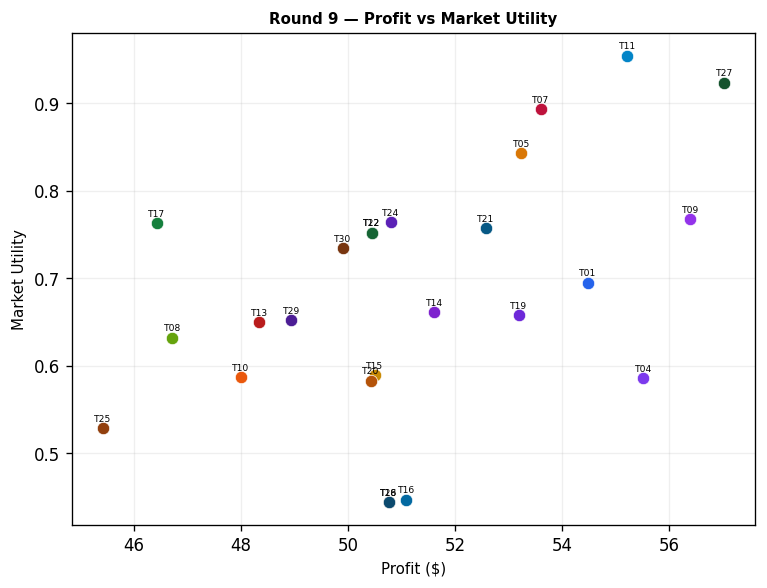 Round 9 — Profit vs Market Utility
T11
T27
T07
T05
T17
T24
T22
T09
T21
T30
T01
T14
T19
T13
T29
T08
T15
T10
T04
T25
T16
0.9
0.8
0.7
0.6
0.5
Market Utility
46
48
50
52
54
56
Profit ($)